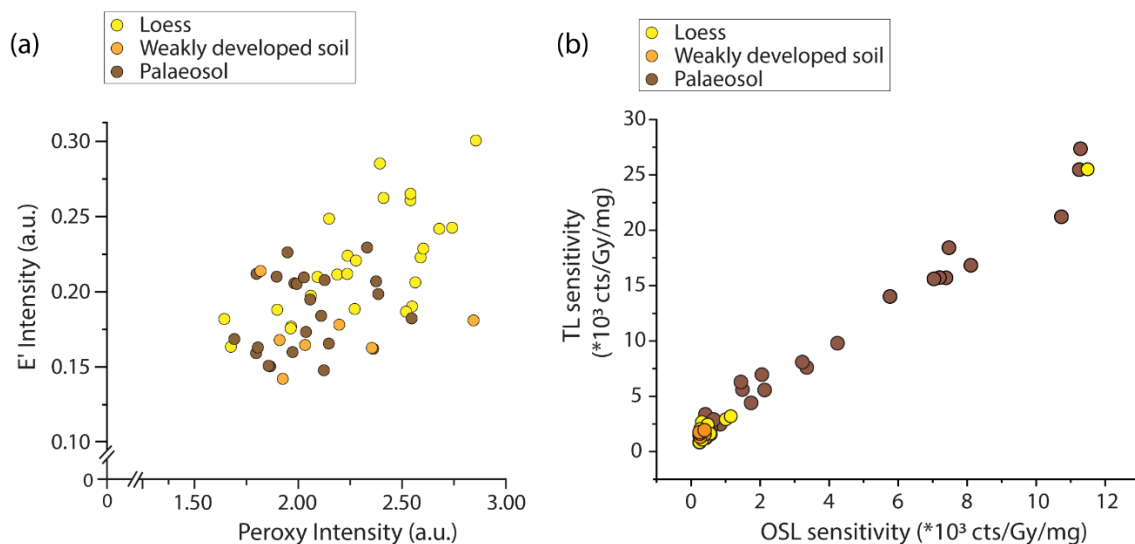 (a)
Loess
Weakly developed soil
Palaeosol
E' Intensity (a.u.)
0.30
0.25
0.20
0.15
0.10
0
0
2.00
2.50
3.00
Peroxy Intensity (a.u.)
(b)
Loess
Weakly developed soil
Palaeosol
TL sensitivity
(*10³ cts/Gy/mg)
30
25
20
15
10
5
0
0
2
4
6
8
10
12
OSL sensitivity (*10³ cts/Gy/mg)